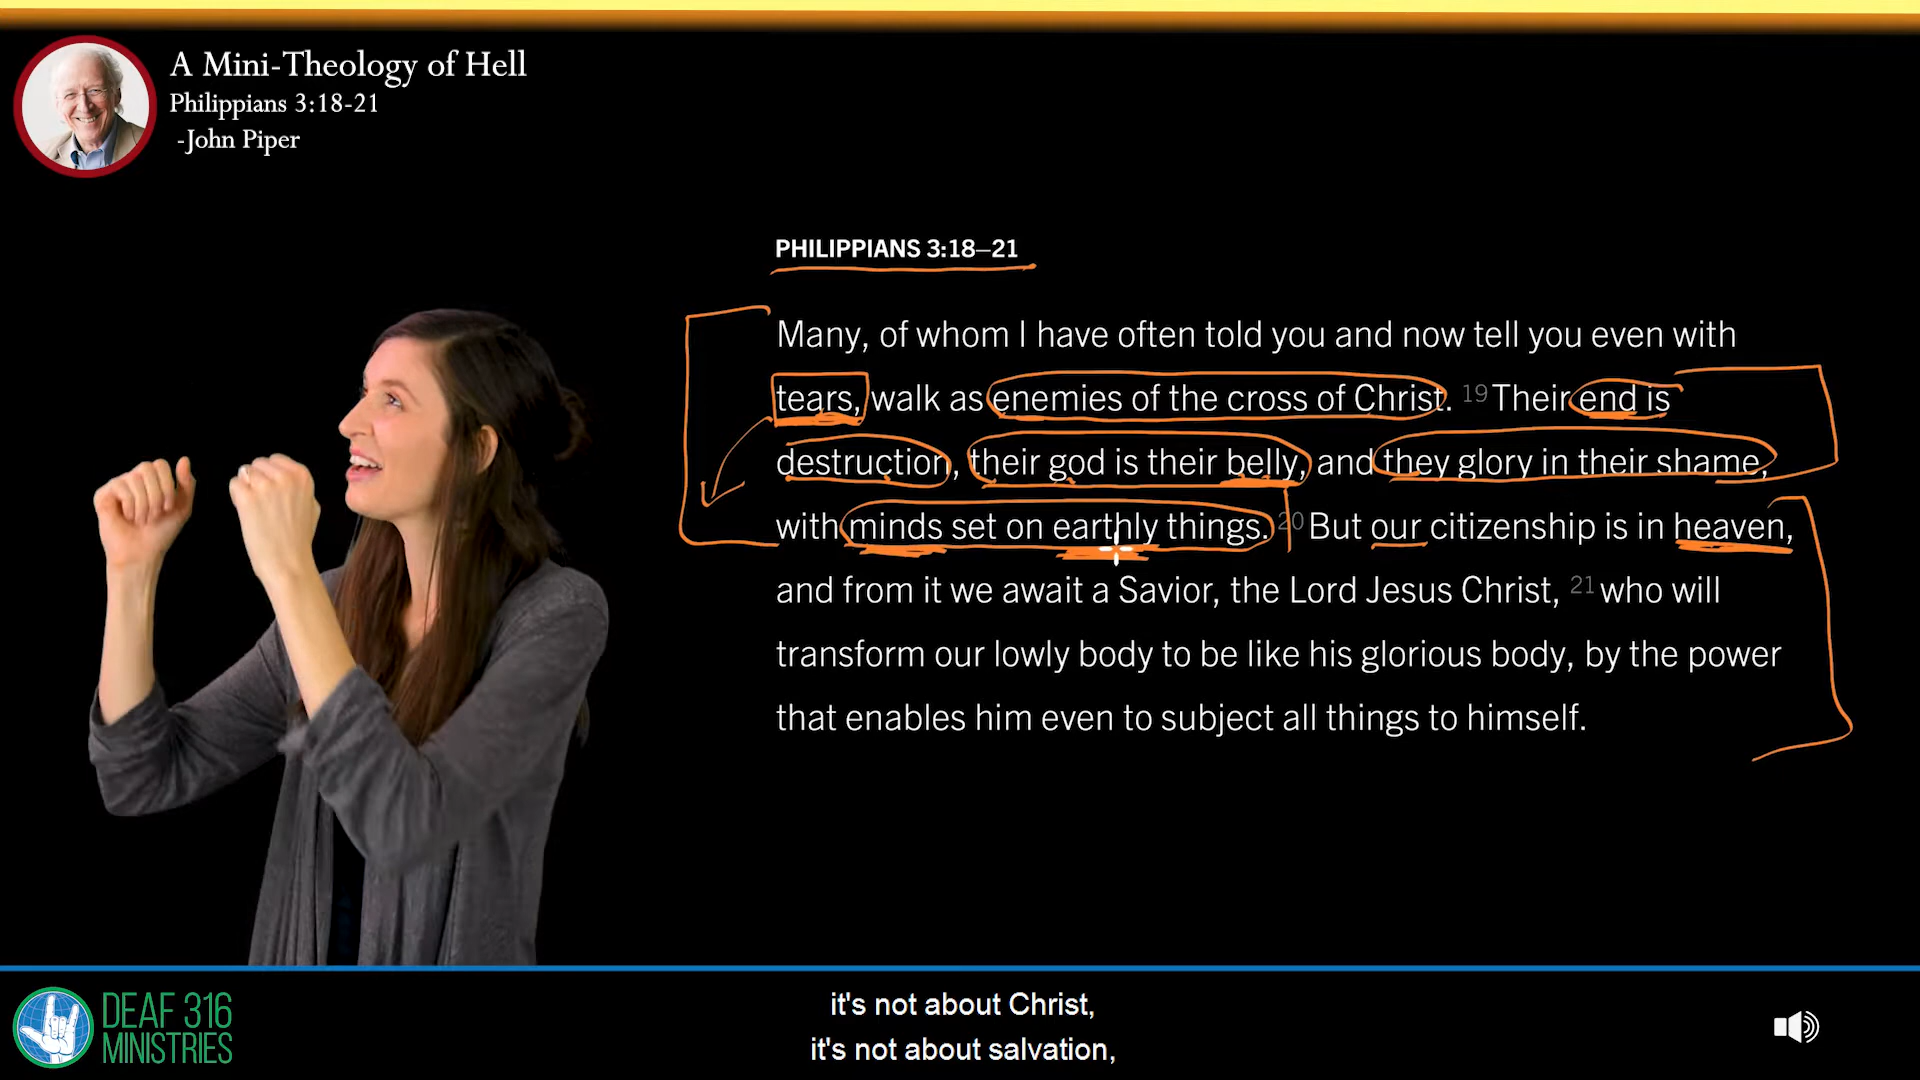 A Mini-Theology of Hell
Philippians 3:18-21
-John Piper
PHILIPPIANS 3:18–21
Many, of whom I have often told you and now tell you even with
tears, walk as enemies of the cross of Christ. 19 Their end is
destruction, their god is their belly, and they glory in their shame,
with minds set on earthly things. 20 But our citizenship is in heaven,
and from it we await a Savior, the Lord Jesus Christ, 21 who will
transform our lowly body to be like his glorious body, by the power
that enables him even to subject all things to himself.
DEAF 316
MINISTRIES
it's not about Christ,
it's not about salvation,